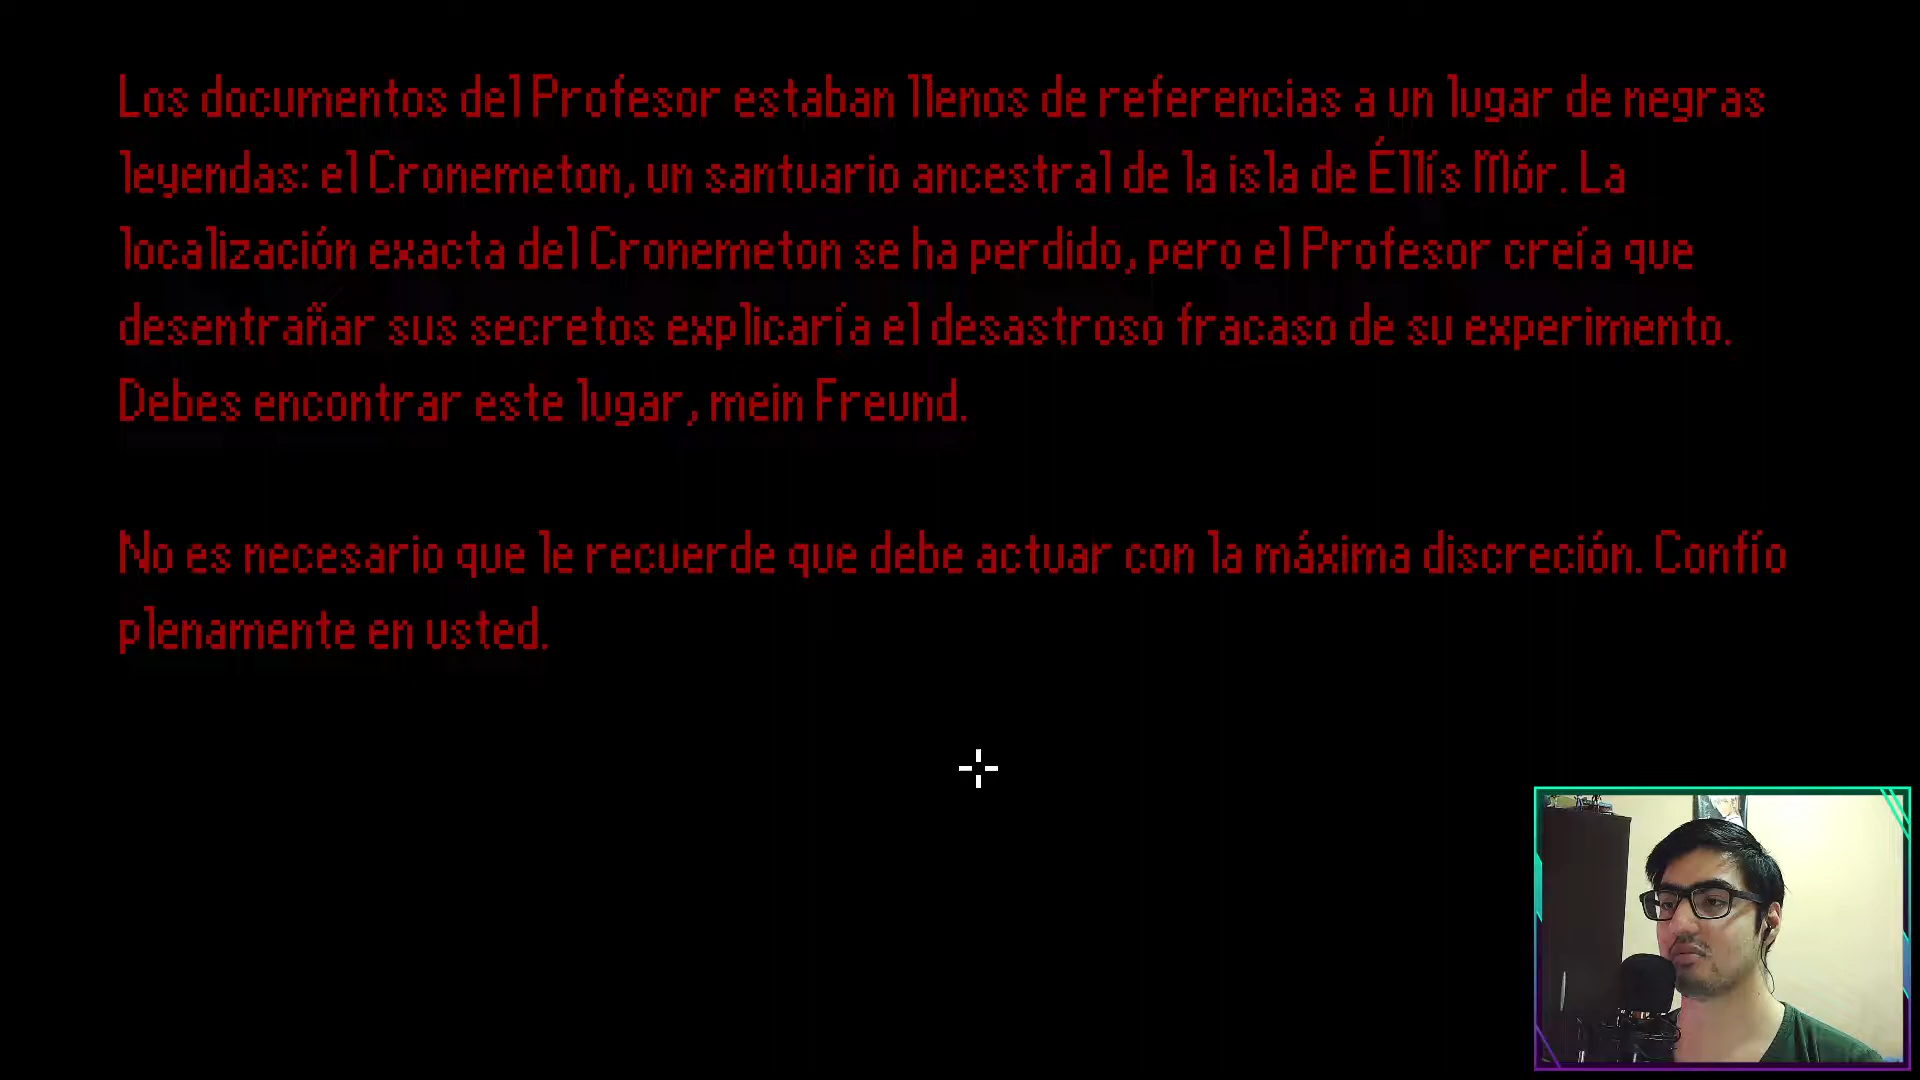 Los documentos del Profesor estaban llenos de referencias a un lugar de negras
leyendas: el Cronemeton, un santuario ancestral de la isla de Éllís Mór. La
localización exacta del Cronemeton se ha perdido, pero el Profesor creía que
desentrañar sus secretos explicaría el desastroso fracaso de su experimento.
Debes encontrar este lugar, mein Freund.
No es necesario que le recuerde que debe actuar con la máxima discreción. Confío
plenamente en usted.